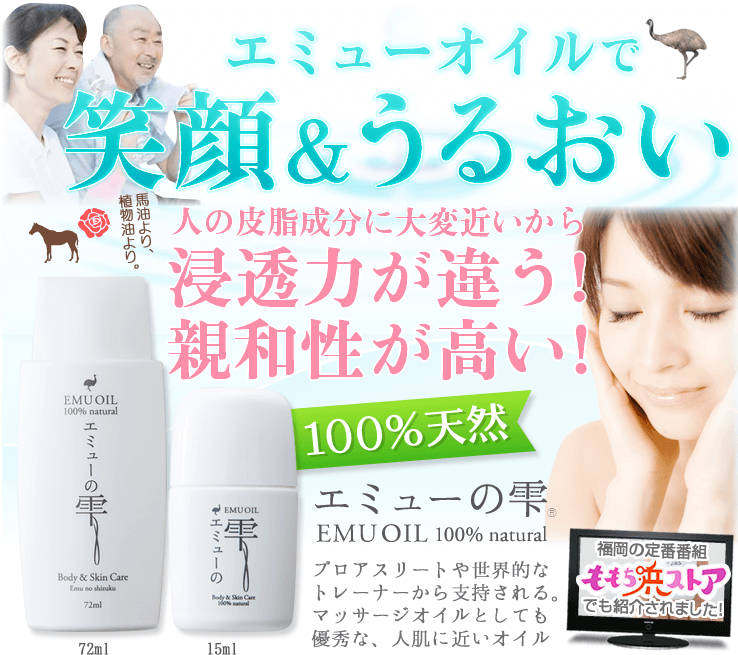 エミューオイルで
笑顔&うるおい
馬油より、
植物油より。
人の皮脂成分に大変近いから
浸透力が違う!
親和性が高い!
100%天然
EMU OIL
100% natural
エミューの雫
Body & Skin Care
Emu no shizuku
72ml
72ml
EMU OIL
エミューの雫
Body & Skin Care
100% natural
15ml
エミューの雫®
EMU OIL 100% natural
プロアスリートや世界的な
トレーナーから支持される。
マッサージオイルとしても
優秀な、人肌に近いオイル
福岡の定番番組
ももち浜ストア
でも紹介されました!